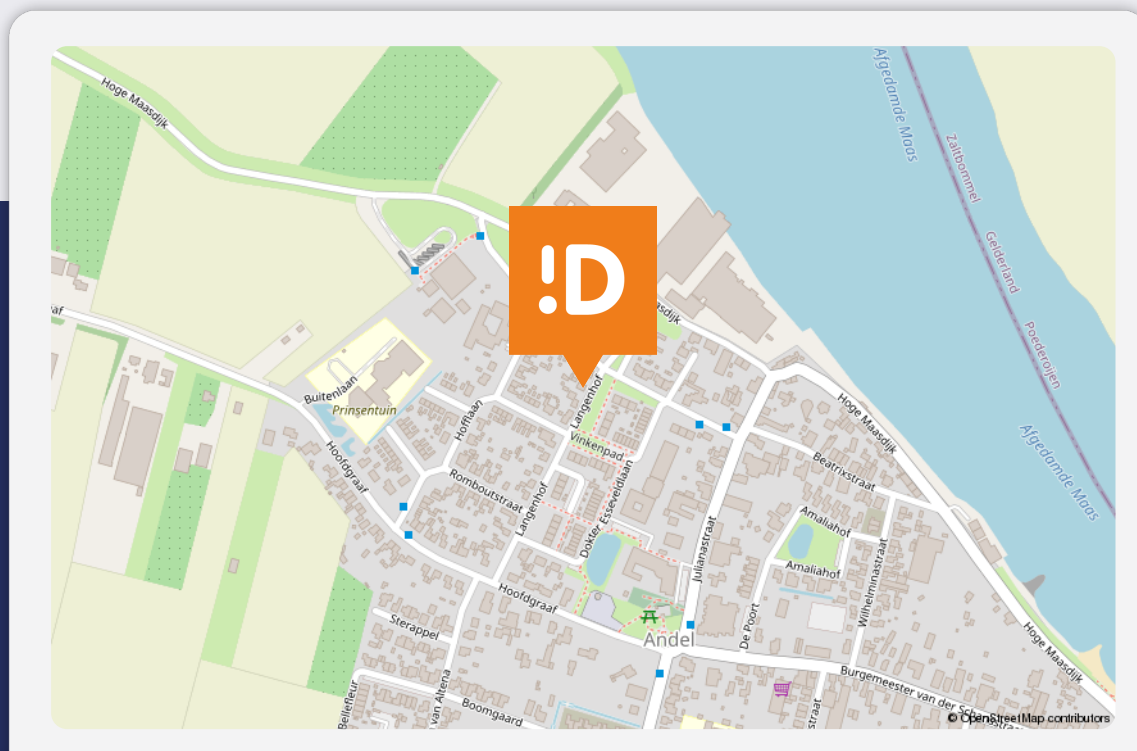 Hoge Maasdijk
Afgedamde Maas
Zaltbommel
Gelderland
Poederoijen
!D
Buitenlaan
Prinsentuin
Hofflaan
Langenhof
Vinkenpad
Hoge Maasdijk
Afgedamde Maas
Hoofdgraaf
Romboutstraat
Langenhof
Dokter Esseveldlaan
Beatrixstraat
Amaliahof
Julianastraat
Amaliahof
Wilhelminastraat
Hoofdgraaf
De Poort
Sterappel
Andel
Hoge Maasdijk
Bellefleur
van Altena
Boomgaard
straat
Burgemeester van der Schansstraat
© OpenStreetMap contributors